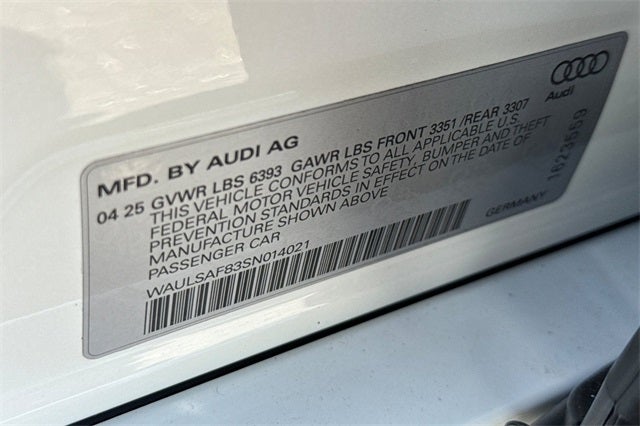 Audi
MFD. BY AUDI AG
04 25 GVWR LBS 6393 GAWR LBS FRONT 3351 /REAR 3307
THIS VEHICLE CONFORMS TO ALL APPLICABLE U.S.
FEDERAL MOTOR VEHICLE SAFETY, BUMPER AND THEFT
PREVENTION STANDARDS IN EFFECT ON THE DATE OF
MANUFACTURE SHOWN ABOVE
PASSENGER CAR
WAULSAF83SN014021
GERMANY
1623569